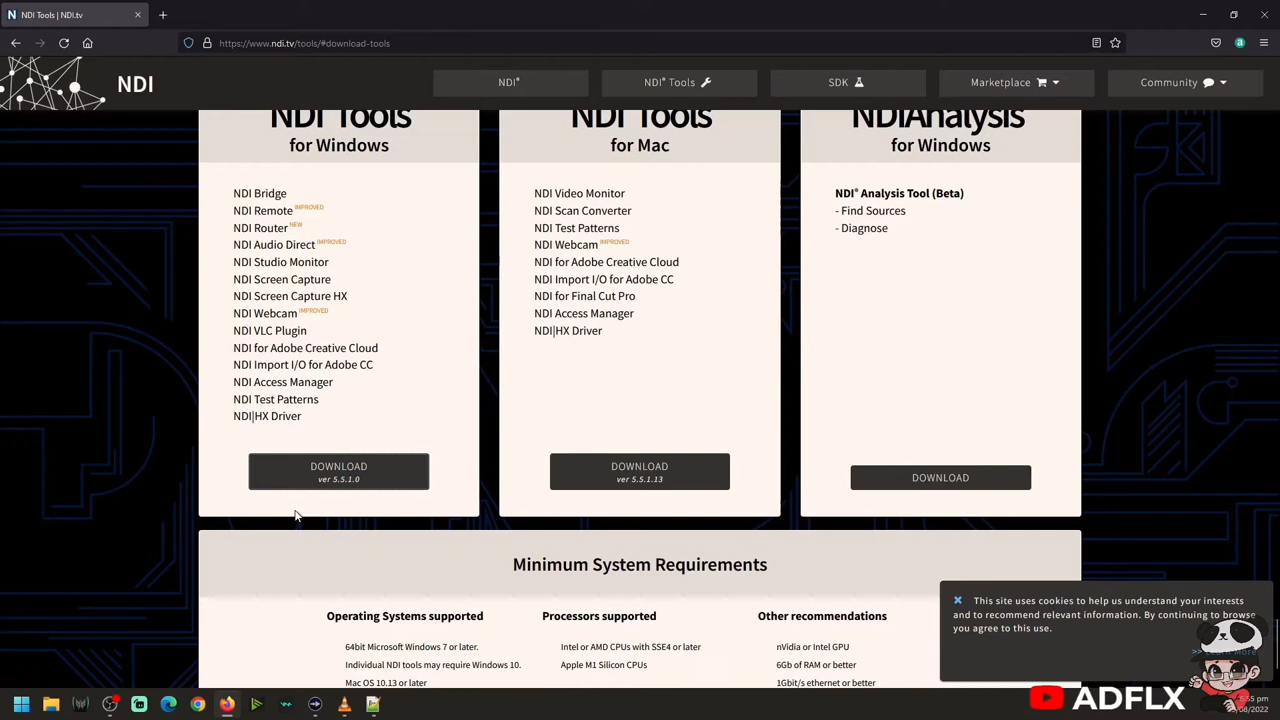 NDI Tools | NDI.tv
https://www.ndi.tv/tools/#download-tools
NDI
NDI®
NDI® Tools
SDK
Marketplace
Community
NDI Tools
for Windows
NDI Bridge
NDI Remote IMPROVED
NDI Router NEW
NDI Audio Direct IMPROVED
NDI Studio Monitor
NDI Screen Capture
NDI Screen Capture HX
NDI Webcam IMPROVED
NDI VLC Plugin
NDI for Adobe Creative Cloud
NDI Import I/O for Adobe CC
NDI Access Manager
NDI Test Patterns
NDI|HX Driver
DOWNLOAD
ver 5.5.1.0
NDI Tools
for Mac
NDI Video Monitor
NDI Scan Converter
NDI Test Patterns
NDI Webcam IMPROVED
NDI for Adobe Creative Cloud
NDI Import I/O for Adobe CC
NDI for Final Cut Pro
NDI Access Manager
NDI|HX Driver
DOWNLOAD
ver 5.5.1.13
NDIAnalysis
for Windows
NDI® Analysis Tool (Beta)
- Find Sources
- Diagnose
DOWNLOAD
Minimum System Requirements
Operating Systems supported
64bit Microsoft Windows 7 or later.
Individual NDI tools may require Windows 10.
Mac OS 10.13 or later
Processors supported
Intel or AMD CPUs with SSE4 or later
Apple M1 Silicon CPUs
Other recommendations
nVidia or Intel GPU
6Gb of RAM or better
1Gbit/s ethernet or better
This site uses cookies to help us understand your interests
and to recommend relevant information. By continuing to browse
you agree to this use.
>> Learn More
ADFLX